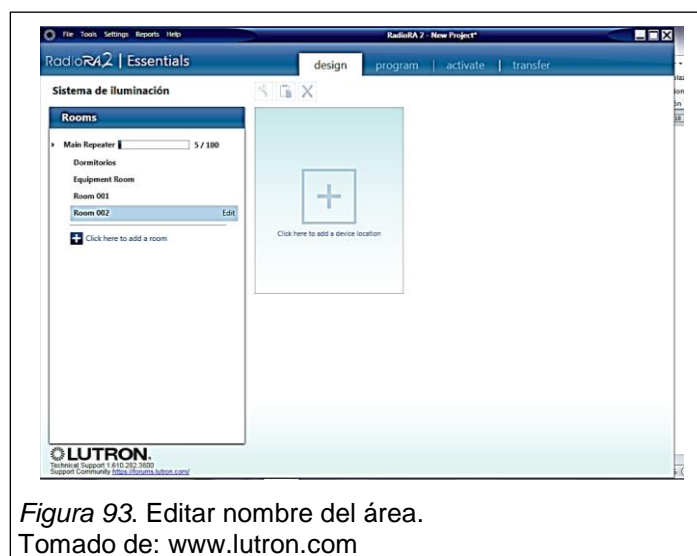 File Tools Settings Reports Help
RadioRA 2 - New Project*
RadioRA2 | Essentials
design program | activate | transfer
Sistema de iluminación
Rooms
Main Repeater 5 / 100
Dormitorios
Equipment Room
Room 001
Room 002 Edit
Click here to add a room
Click here to add a device location
LUTRON.
Technical Support 1.610.282.3800
Support Community https://forums.lutron.com/
Figura 93. Editar nombre del área.
Tomado de: www.lutron.com